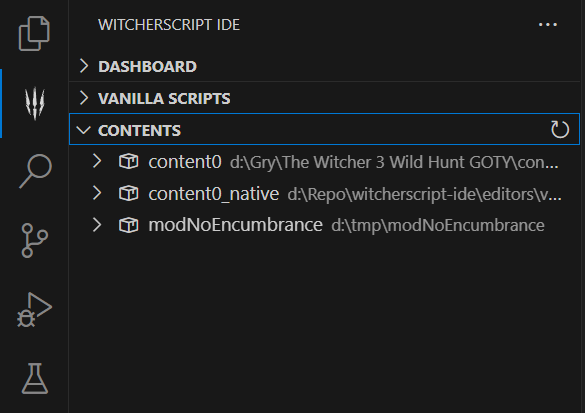 WITCHERSCRIPT IDE
DASHBOARD
VANILLA SCRIPTS
CONTENTS
content0 d:\Gry\The Witcher 3 Wild Hunt GOTY\con...
content0_native d:\Repo\witcherscript-ide\editors\v...
modNoEncumbrance d:\tmp\modNoEncumbrance